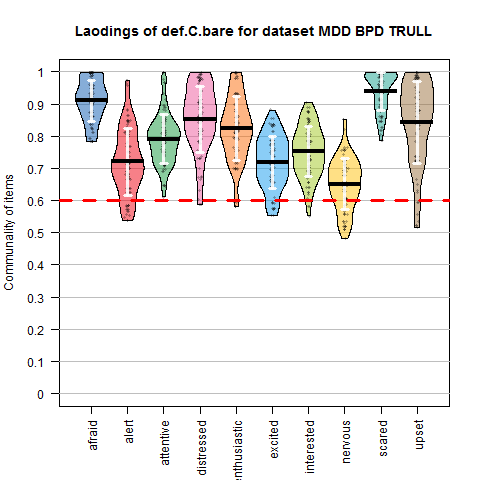 Laodings of def.C.bare for dataset MDD BPD TRULL
Communality of items
1
0.9
0.8
0.7
0.6
0.5
0.4
0.3
0.2
0.1
0
afraid
alert
attentive
distressed
nthusiastic
excited
interested
nervous
scared
upset